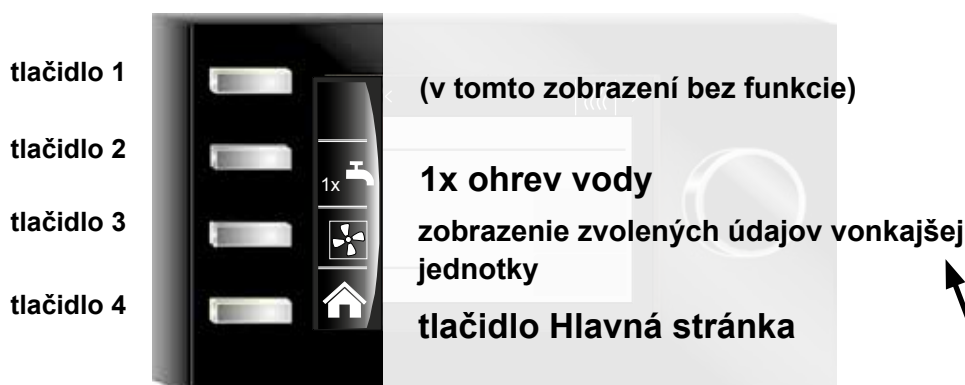 tlačidlo 1
(v tomto zobrazení bez funkcie)
tlačidlo 2
1x
1x ohrev vody
tlačidlo 3
zobrazenie zvolených údajov vonkajšej
jednotky
tlačidlo 4
tlačidlo Hlavná stránka